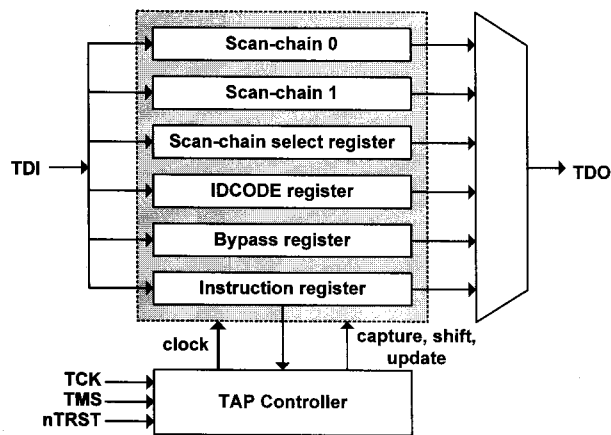 Scan-chain 0
Scan-chain 1
Scan-chain select register
TDI
TDO
IDCODE register
Bypass register
Instruction register
clock
capture, shift,
update
TCK
TMS
nTRST
TAP Controller